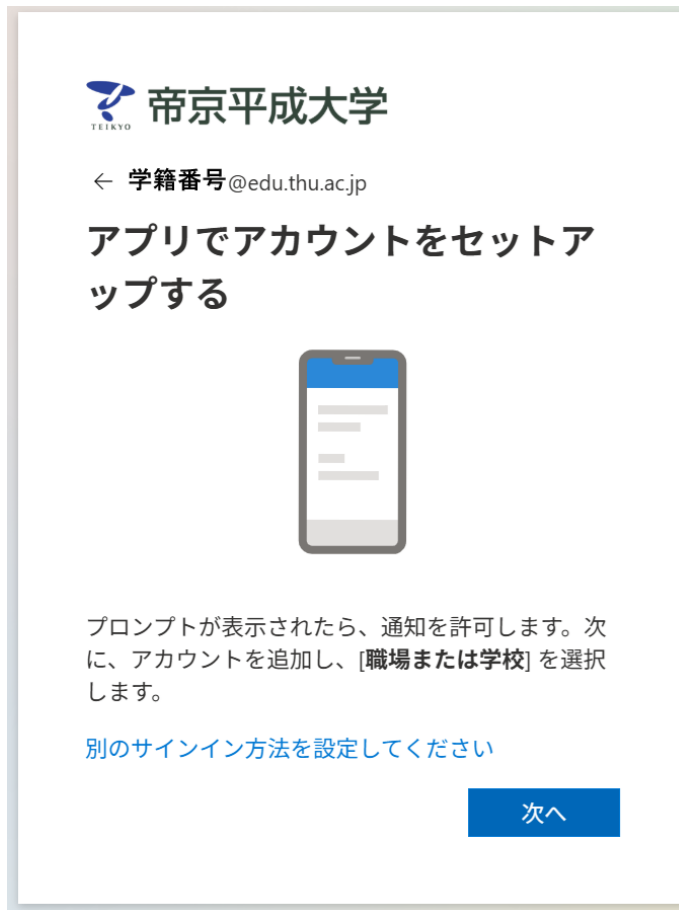 TEIKYO
帝京平成大学
← 学籍番号@edu.thu.ac.jp
アプリでアカウントをセットア
ップする
プロンプトが表示されたら、通知を許可します。次
に、アカウントを追加し、[職場または学校] を選択
します。
別のサインイン方法を設定してください
次へ